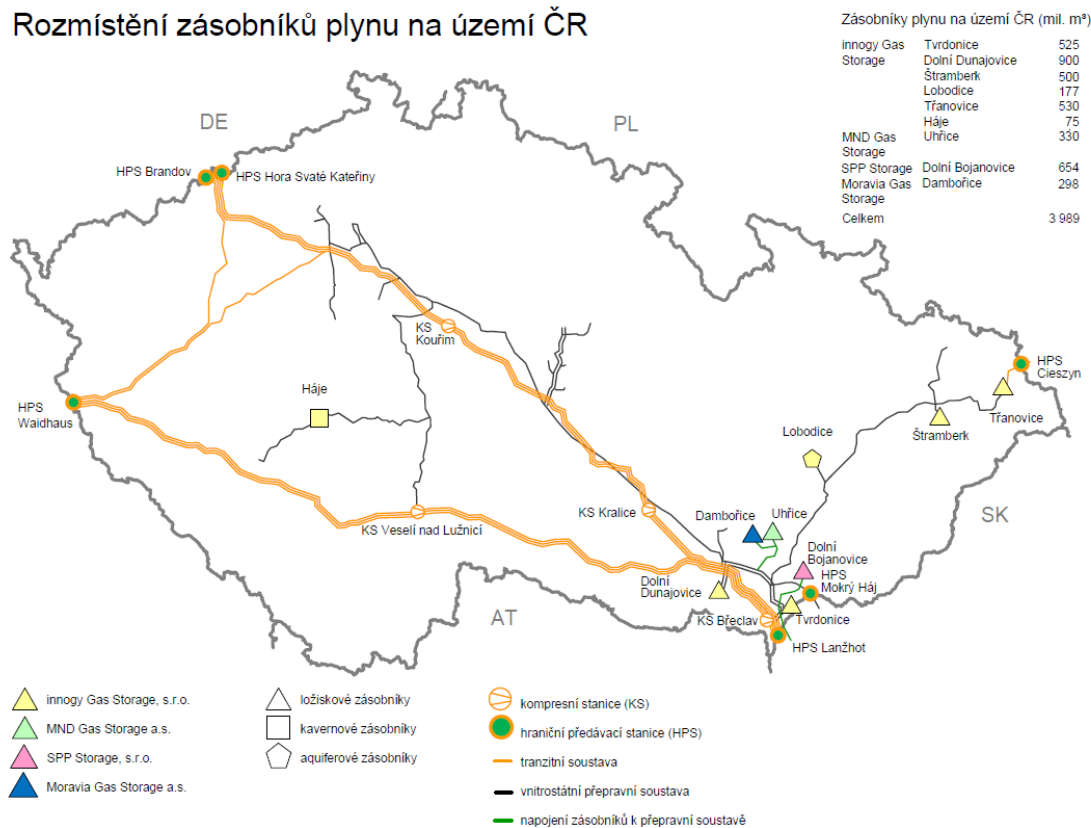 Rozmístění zásobníků plynu na území ČR
Zásobníky plynu na území ČR (mil. m³)
innogy Gas Tvrdonice 525
Storage Dolní Dunajovice 900
Štramberk 500
Lobodice 177
Třanovice 530
Háje 75
MND Gas Uhřice 330
Storage
SPP Storage Dolní Bojanovice 654
Moravia Gas Dambořice 298
Storage
Celkem 3 989
DE
PL
HPS Brandov
HPS Hora Svaté Kateřiny
KS
Kouřim
HPS
Cieszyn
Háje
HPS
Waidhaus
Třanovice
Štramberk
Lobodice
KS Veselí nad Lužnicí
KS Kralice
Dambořice
Uhřice
SK
Dolní
Bojanovice
HPS
Mokrý Háj
Dolní
Dunajovice
AT
KS Břeclav
Tvrdonice
HPS Lanžhot
innogy Gas Storage, s.r.o.
MND Gas Storage a.s.
SPP Storage, s.r.o.
Moravia Gas Storage a.s.
ložiskové zásobníky
kavernové zásobníky
aquiferové zásobníky
kompresní stanice (KS)
hraniční předávací stanice (HPS)
tranzitní soustava
vnitrostátní přepravní soustava
napojení zásobníků k přepravní soustavě